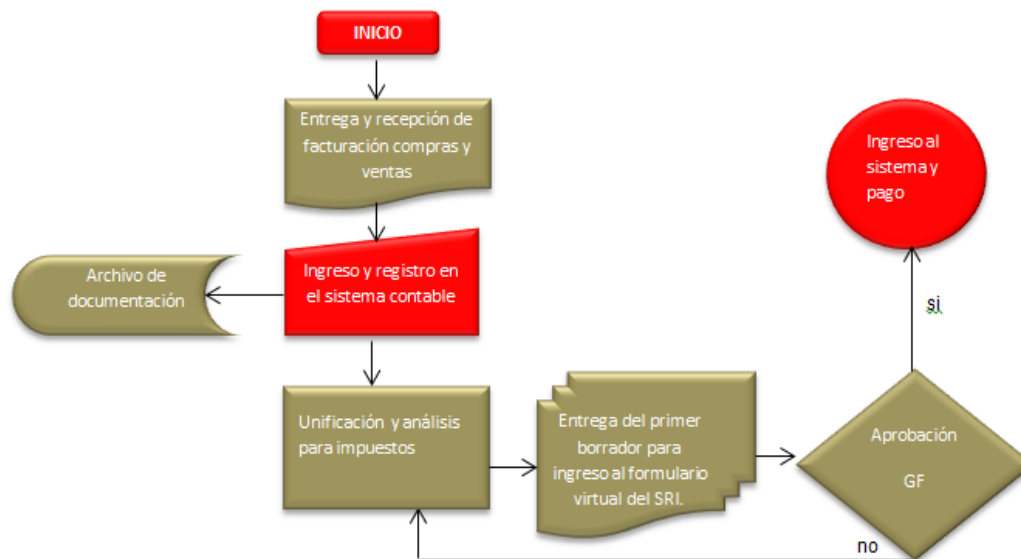 INICIO
Entrega y recepción de
facturación compras y
ventas
Ingreso al
sistema y
pago
Ingreso y registro en
el sistema contable
Archivo de
documentación
si
Unificación y análisis
para impuestos
Entrega del primer
borrador para
ingreso al formulario
virtual del SRI.
Aprobación
GF
no